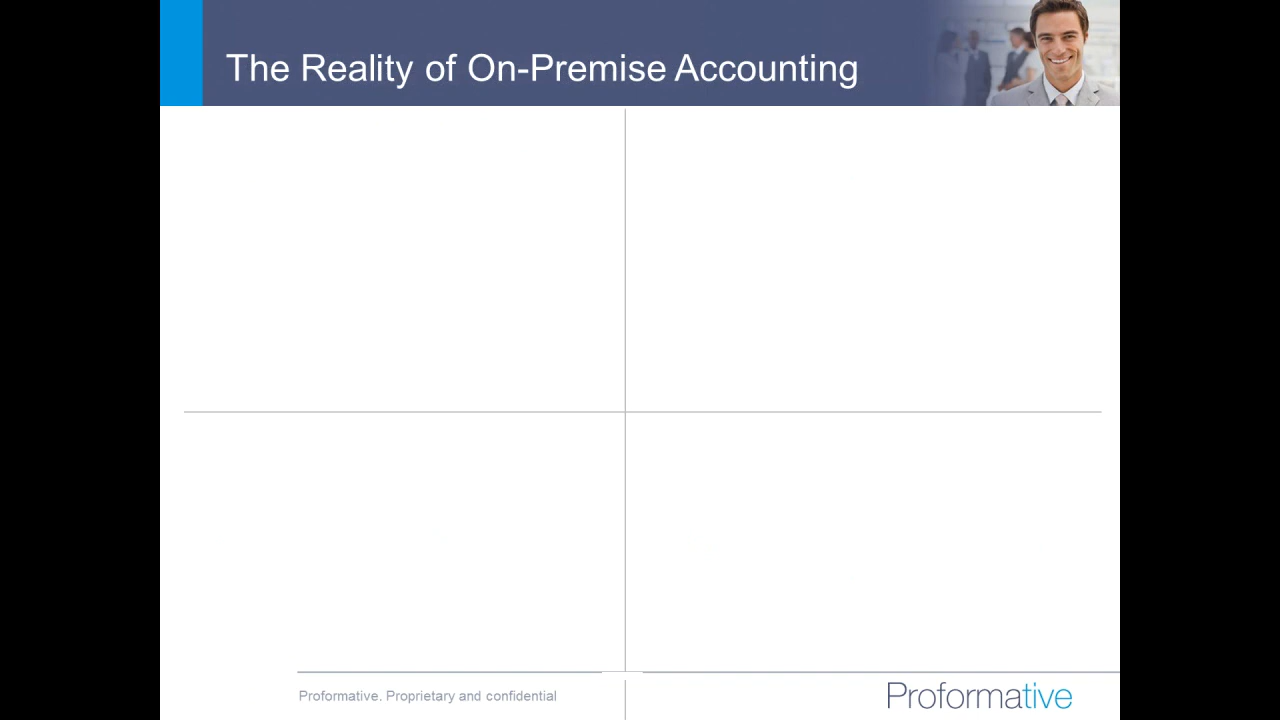 The Reality of On-Premise Accounting
Proformative. Proprietary and confidential
Proformative